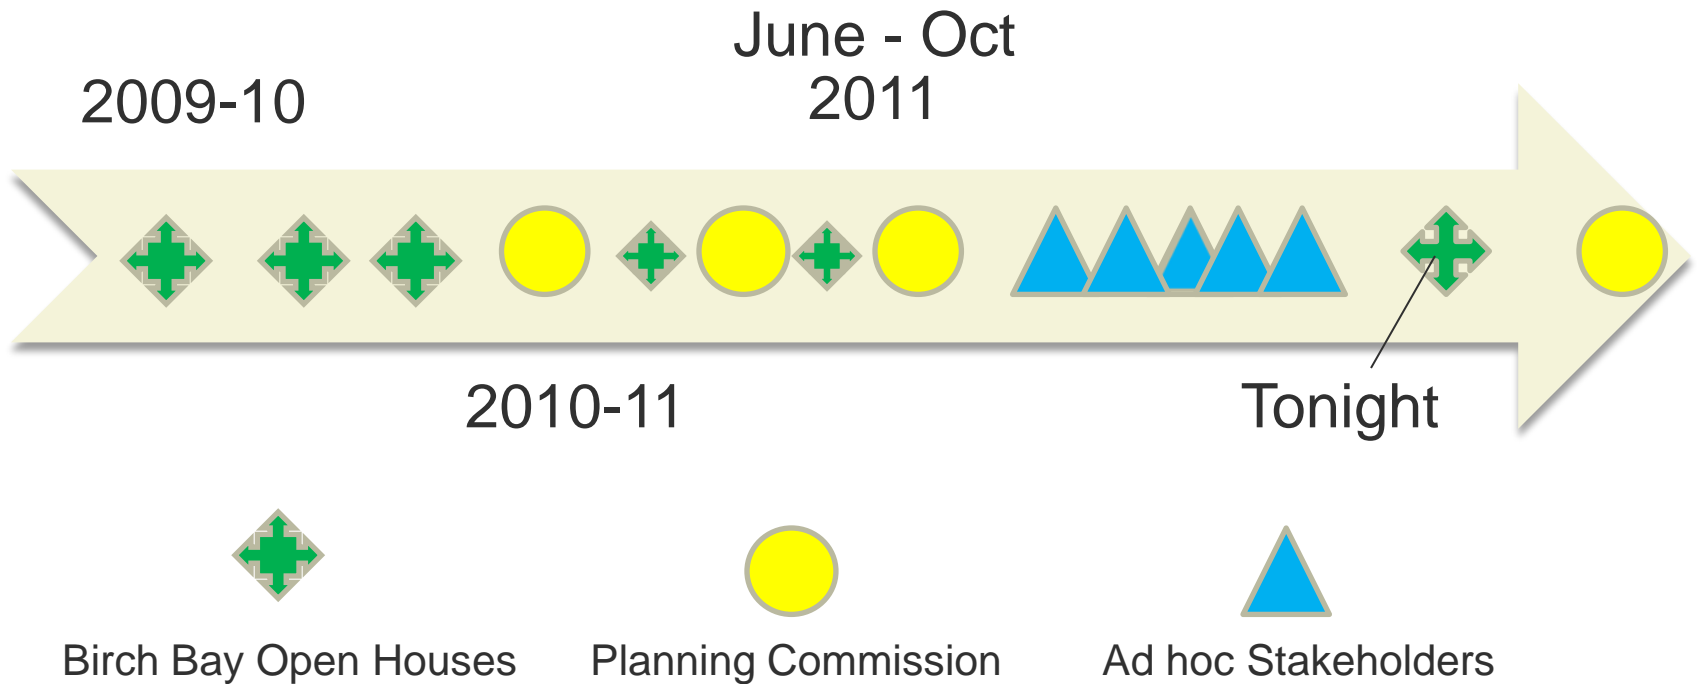 June - Oct
2011
2009-10
2010-11
Tonight
Birch Bay Open Houses
Planning Commission
Ad hoc Stakeholders